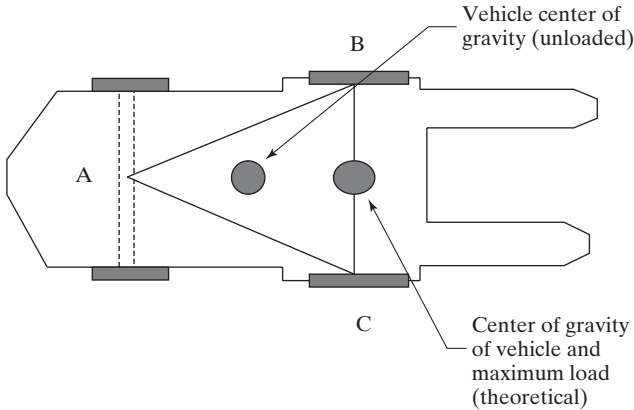 Vehicle center of
gravity (unloaded)
B
A
C
Center of gravity
of vehicle and
maximum load
(theoretical)